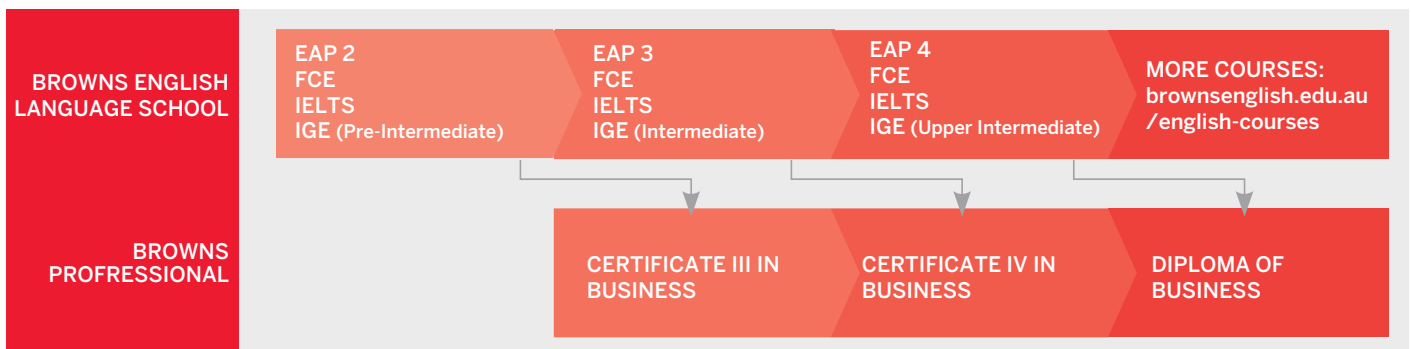 BROWNS ENGLISH
LANGUAGE SCHOOL
EAP 2
FCE
IELTS
IGE (Pre-Intermediate)
EAP 3
FCE
IELTS
IGE (Intermediate)
EAP 4
FCE
IELTS
IGE (Upper Intermediate)
MORE COURSES:
brownsenglish.edu.au
/english-courses
BROWNS
PROFRESSIONAL
CERTIFICATE III IN
BUSINESS
CERTIFICATE IV IN
BUSINESS
DIPLOMA OF
BUSINESS